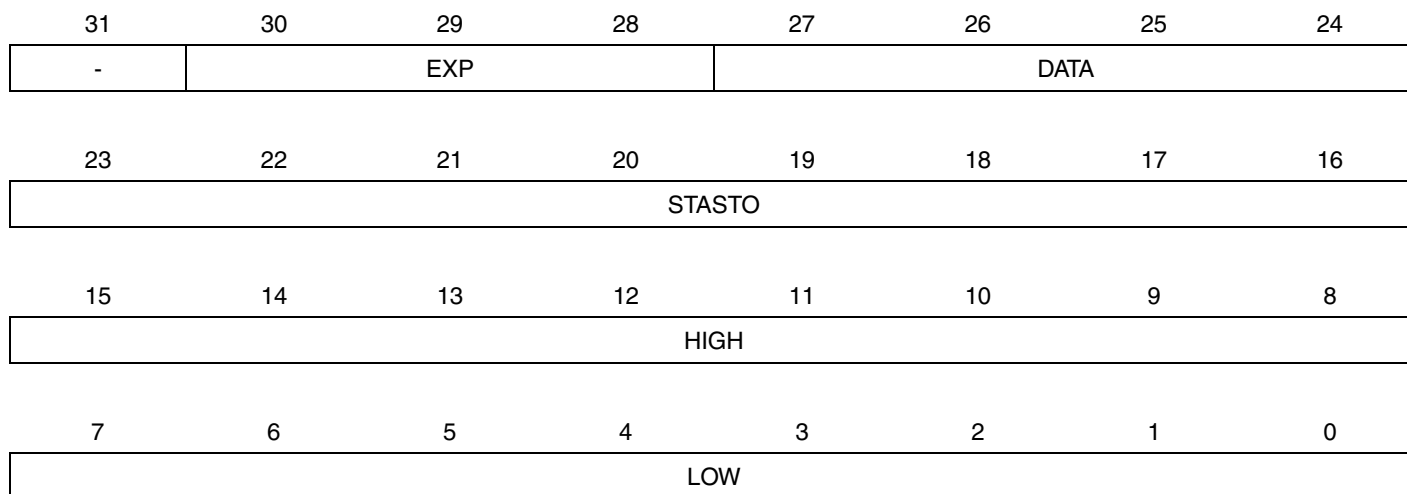 31 30 29 28 27 26 25 24
- EXP DATA
23 22 21 20 19 18 17 16
STASTO
15 14 13 12 11 10 9 8
HIGH
7 6 5 4 3 2 1 0
LOW